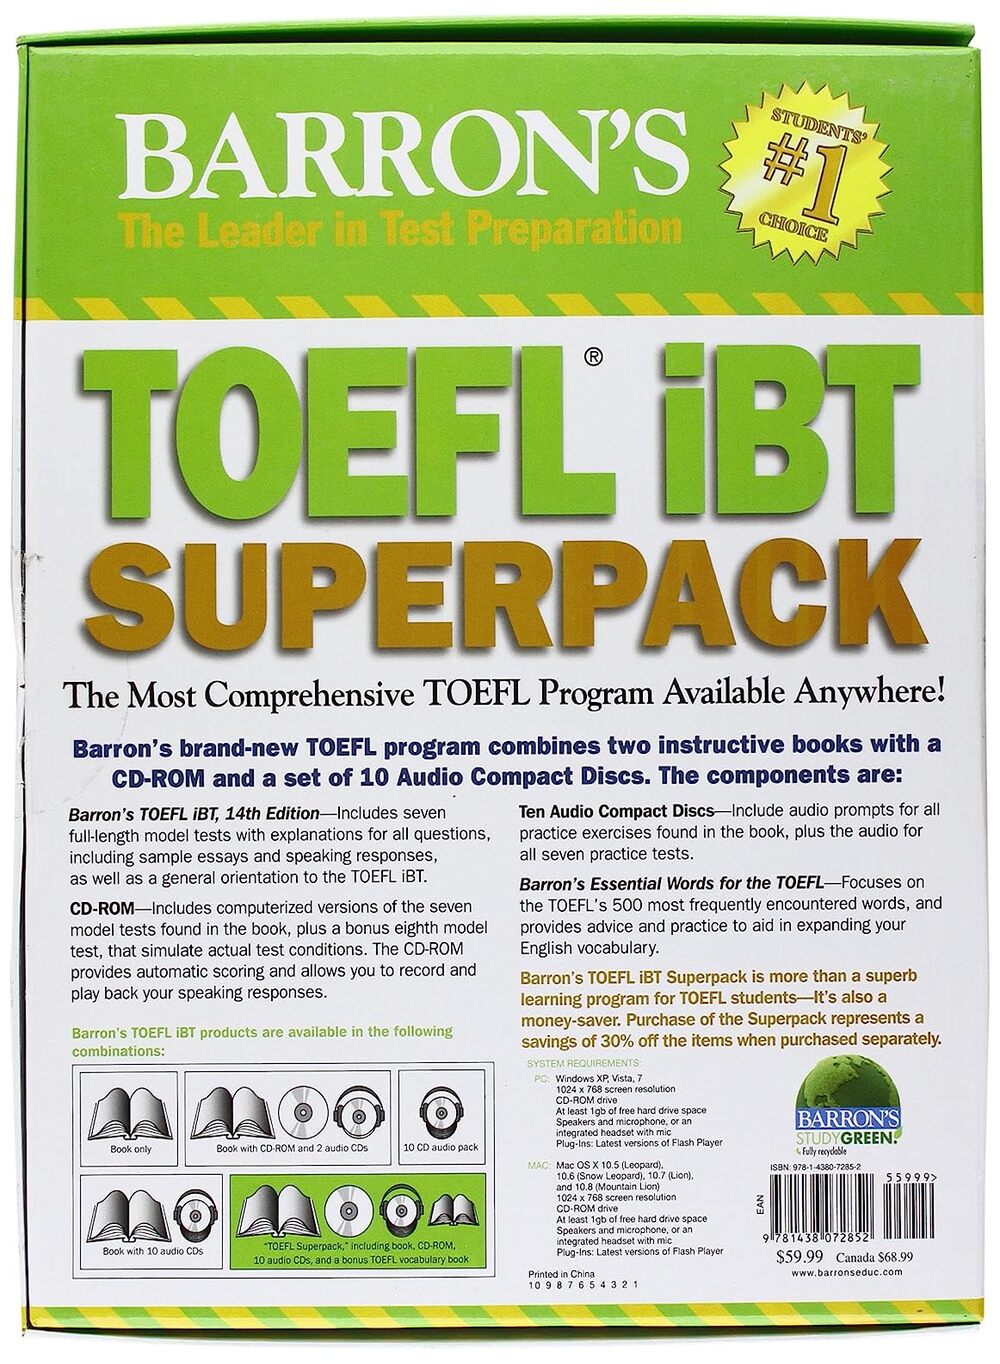 BARRON'S
The Leader in Test Preparation
STUDENTS'
#1
CHOICE
TOEFL® iBT
SUPERPACK
The Most Comprehensive TOEFL Program Available Anywhere!
Barron's brand-new TOEFL program combines two instructive books with a
CD-ROM and a set of 10 Audio Compact Discs. The components are:
Barron's TOEFL iBT, 14th Edition—Includes seven
full-length model tests with explanations for all questions,
including sample essays and speaking responses,
as well as a general orientation to the TOEFL iBT.
CD-ROM—Includes computerized versions of the seven
model tests found in the book, plus a bonus eighth model
test, that simulate actual test conditions. The CD-ROM
provides automatic scoring and allows you to record and
play back your speaking responses.
Barron's TOEFL iBT products are available in the following
combinations:
Book only
Book with CD-ROM and 2 audio CDs
10 CD audio pack
Book with 10 audio CDs
"TOEFL Superpack," including book, CD-ROM,
10 audio CDs, and a bonus TOEFL vocabulary book
Ten Audio Compact Discs—Include audio prompts for all
practice exercises found in the book, plus the audio for
all seven practice tests.
Barron's Essential Words for the TOEFL—Focuses on
the TOEFL's 500 most frequently encountered words, and
provides advice and practice to aid in expanding your
English vocabulary.
Barron's TOEFL iBT Superpack is more than a superb
learning program for TOEFL students—It's also a
money-saver. Purchase of the Superpack represents a
savings of 30% off the items when purchased separately.
SYSTEM REQUIREMENTS:
PC: Windows XP, Vista, 7
1024 x 768 screen resolution
CD-ROM drive
At least 1gb of free hard drive space
Speakers and microphone, or an
integrated headset with mic
Plug-Ins: Latest versions of Flash Player
MAC: Mac OS X 10.5 (Leopard),
10.6 (Snow Leopard), 10.7 (Lion),
and 10.8 (Mountain Lion)
1024 x 768 screen resolution
CD-ROM drive
At least 1gb of free hard drive space
Speakers and microphone, or an
integrated headset with mic
Plug-Ins: Latest versions of Flash Player
Printed in China
10 9 8 7 6 5 4 3 2 1
BARRON'S
STUDYGREEN!
Fully recyclable
ISBN: 978-1-4380-7285-2
55999>
EAN
9 781438 072852
$59.99 Canada $68.99
www.barronseduc.com